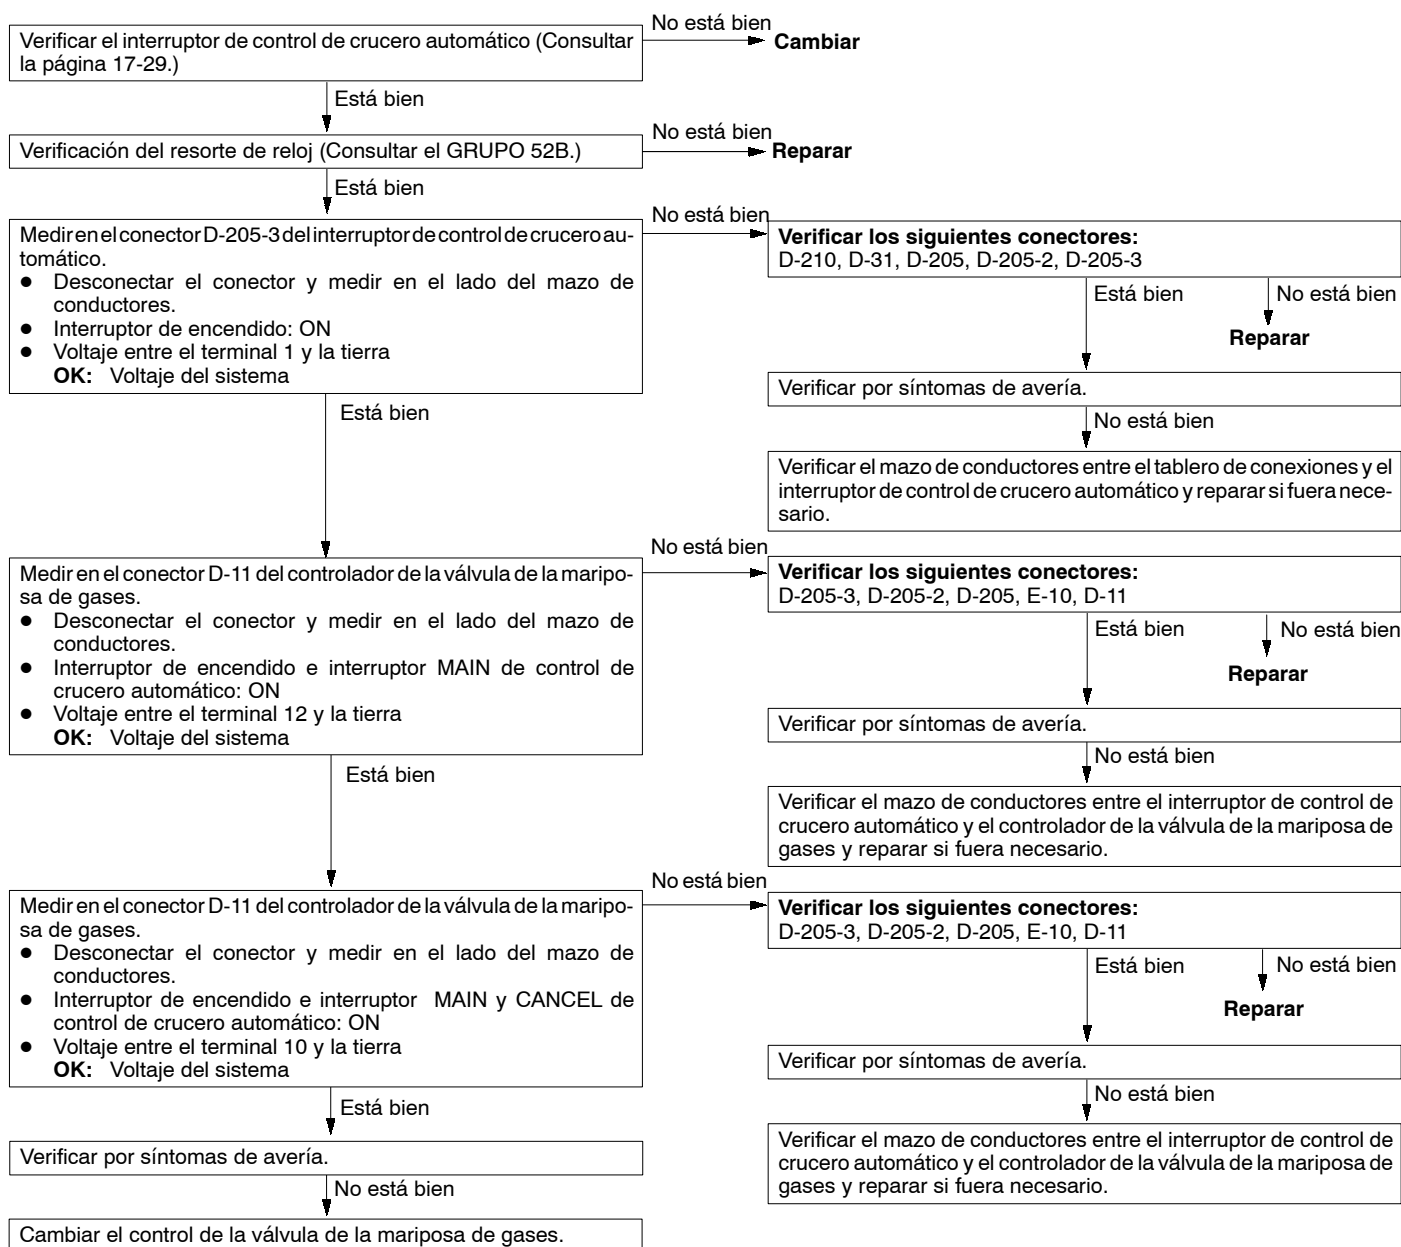 No está bien
Verificar el interruptor de control de crucero automático (Consultar
la página 17-29.)
Cambiar
Está bien
No está bien
Verificación del resorte de reloj (Consultar el GRUPO 52B.)
Reparar
Está bien
No está bien
Medir en el conector D-205-3 del interruptor de control de crucero au-
tomático.
● Desconectar el conector y medir en el lado del mazo de
conductores.
● Interruptor de encendido: ON
● Voltaje entre el terminal 1 y la tierra
OK: Voltaje del sistema
Verificar los siguientes conectores:
D-210, D-31, D-205, D-205-2, D-205-3
Está bien
No está bien
Reparar
Verificar por síntomas de avería.
Está bien
No está bien
Verificar el mazo de conductores entre el tablero de conexiones y el
interruptor de control de crucero automático y reparar si fuera nece-
sario.
No está bien
Medir en el conector D-11 del controlador de la válvula de la maripo-
sa de gases.
● Desconectar el conector y medir en el lado del mazo de
conductores.
● Interruptor de encendido e interruptor MAIN de control de
crucero automático: ON
● Voltaje entre el terminal 12 y la tierra
OK: Voltaje del sistema
Verificar los siguientes conectores:
D-205-3, D-205-2, D-205, E-10, D-11
Está bien
No está bien
Reparar
Verificar por síntomas de avería.
No está bien
Está bien
Verificar el mazo de conductores entre el interruptor de control de
crucero automático y el controlador de la válvula de la mariposa de
gases y reparar si fuera necesario.
No está bien
Medir en el conector D-11 del controlador de la válvula de la maripo-
sa de gases.
● Desconectar el conector y medir en el lado del mazo de
conductores.
● Interruptor de encendido e interruptor MAIN y CANCEL de
control de crucero automático: ON
● Voltaje entre el terminal 10 y la tierra
OK: Voltaje del sistema
Verificar los siguientes conectores:
D-205-3, D-205-2, D-205, E-10, D-11
Está bien
No está bien
Reparar
Verificar por síntomas de avería.
No está bien
Verificar el mazo de conductores entre el interruptor de control de
crucero automático y el controlador de la válvula de la mariposa de
gases y reparar si fuera necesario.
Está bien
Verificar por síntomas de avería.
No está bien
Cambiar el control de la válvula de la mariposa de gases.